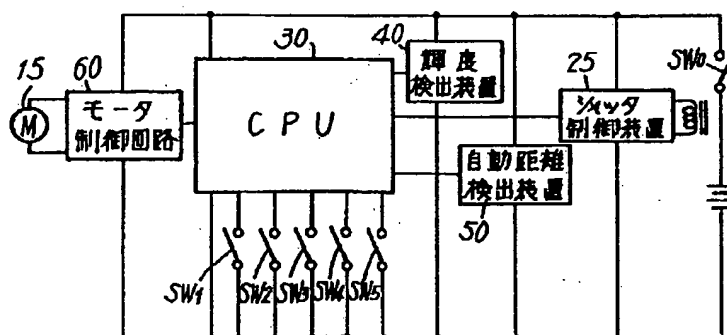 15
60
30
40
25
SW0
M
モータ
制御回路
CPU
輝度
検出装置
シャッタ
制御装置
自動距離
検出装置
50
SW1
SW2
SW3
SW4
SW5